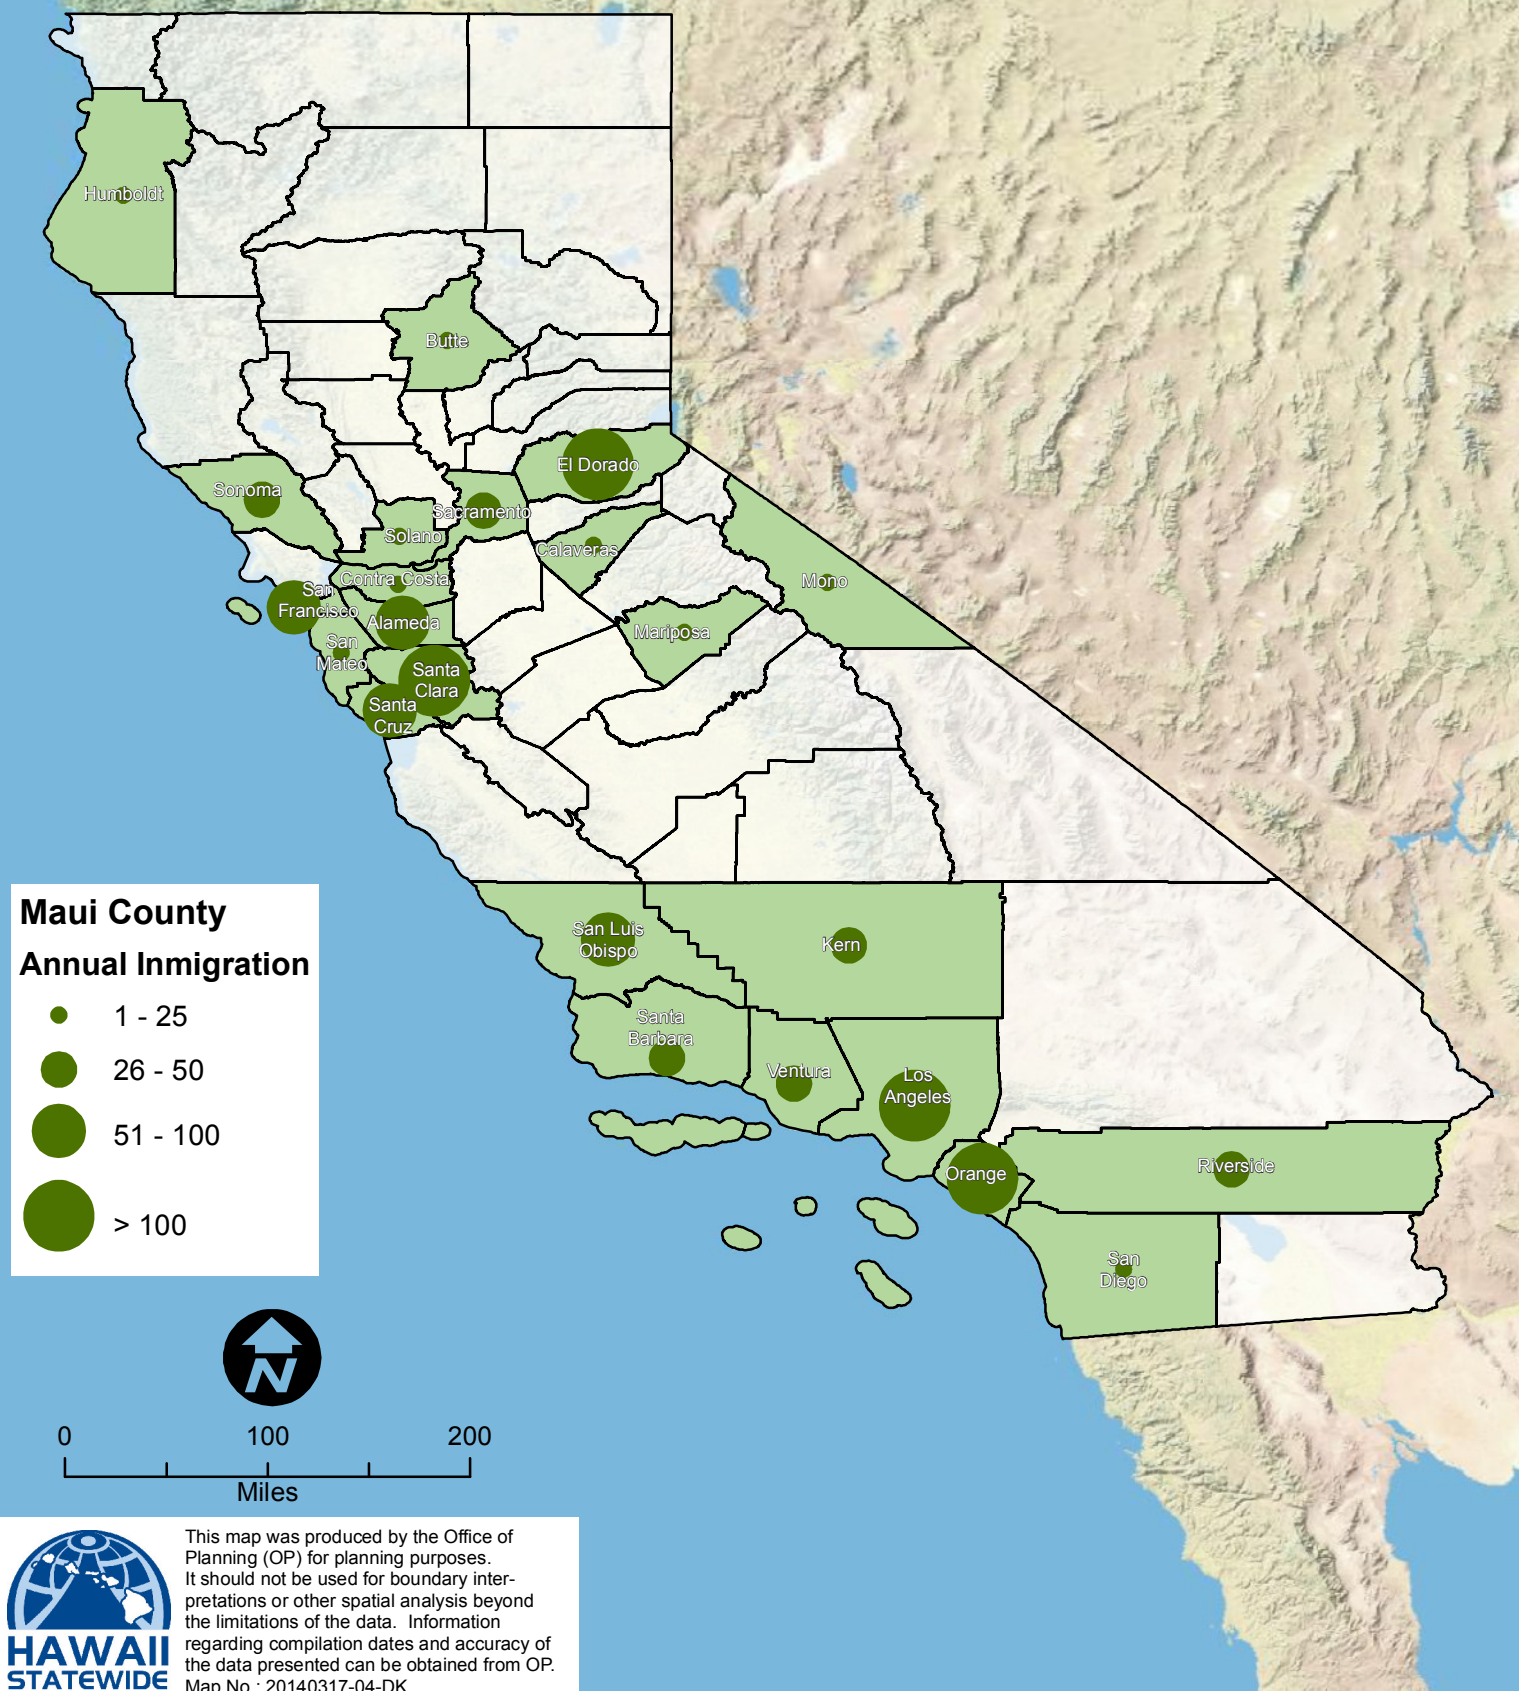 Humboldt
Butte
El Dorado
Sonoma
Sacramento
Solano
Calaveras
Contra Costa
Mono
San
Francisco
Alameda
Mariposa
San
Mateo
Santa
Clara
Santa
Cruz
San Luis
Obispo
Kern
Santa
Barbara
Ventura
Los
Angeles
Orange
Riverside
San
Diego
Maui County
Annual Inmigration
1 - 25
26 - 50
51 - 100
> 100
N
0 100 200
Miles
This map was produced by the Office of
Planning (OP) for planning purposes.
It should not be used for boundary inter-
pretations or other spatial analysis beyond
the limitations of the data. Information
regarding compilation dates and accuracy of
the data presented can be obtained from OP.
Map No.: 20140317-04-DK
HAWAII
STATEWIDE